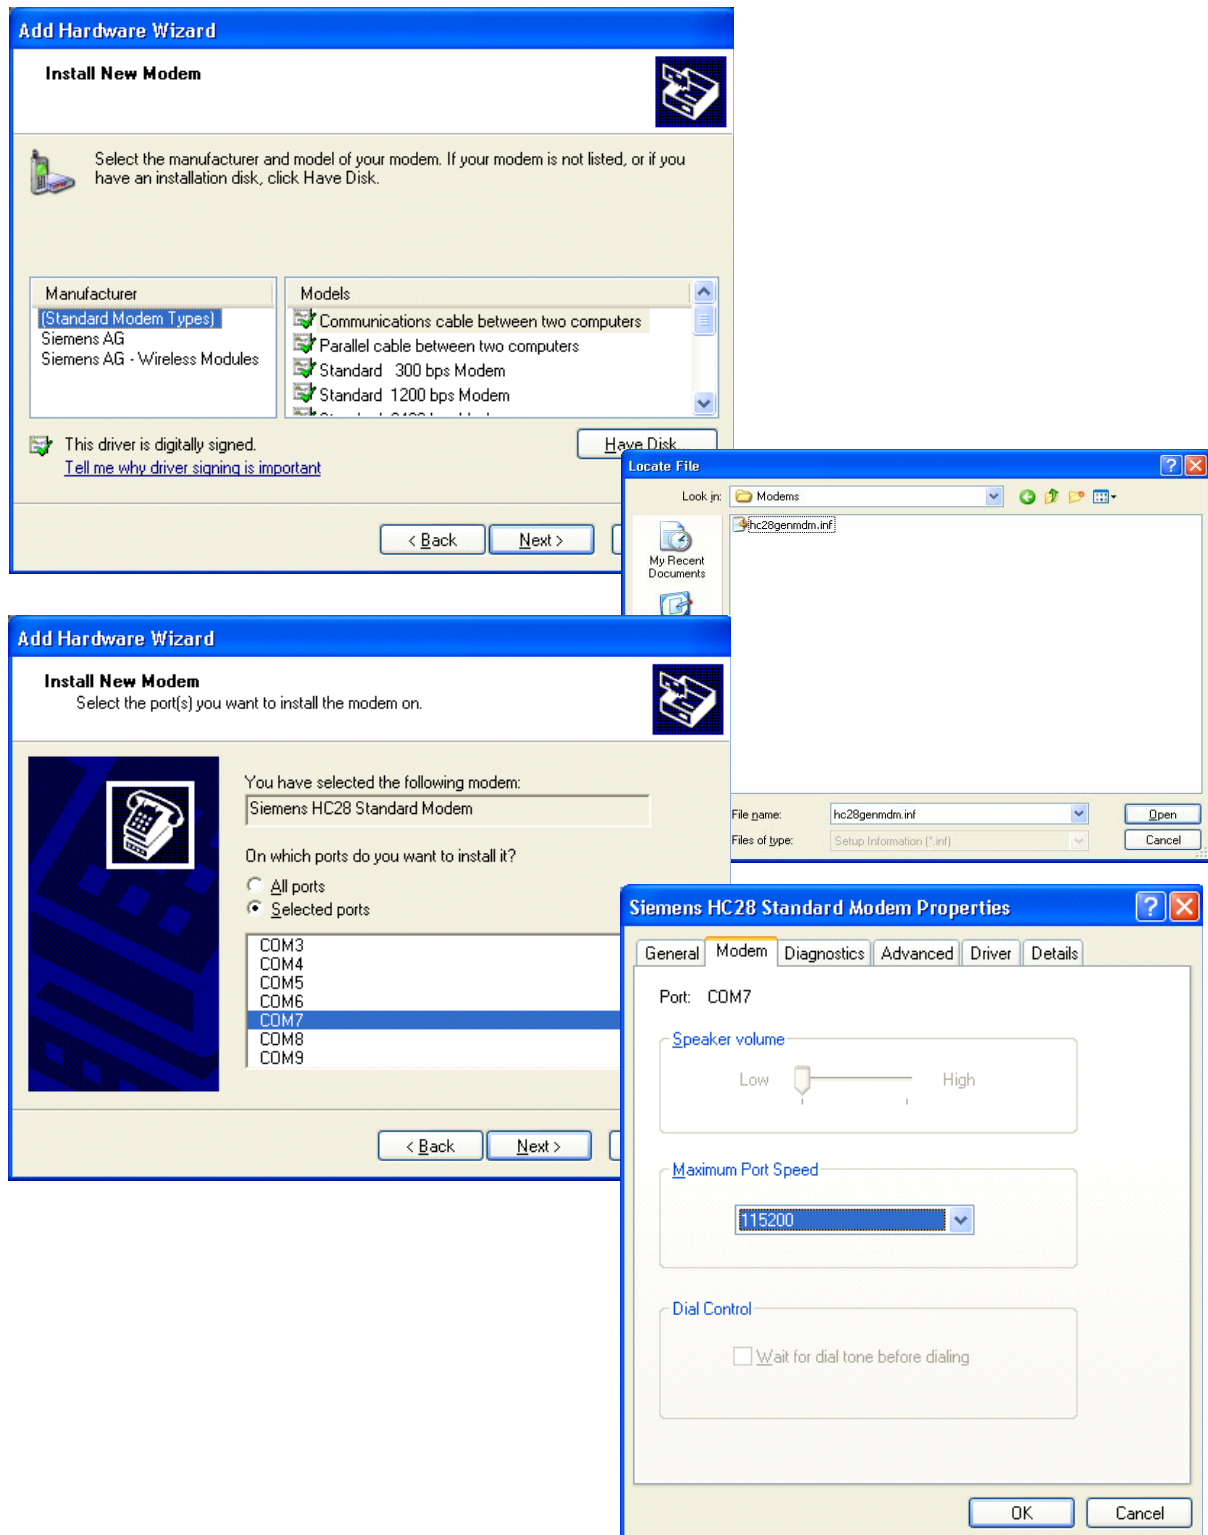 Add Hardware Wizard
Install New Modem
Select the manufacturer and model of your modem. If your modem is not listed, or if you
have an installation disk, click Have Disk.
Manufacturer
(Standard Modem Types)
Siemens AG
Siemens AG - Wireless Modules
Models
Communications cable between two computers
Parallel cable between two computers
Standard 300 bps Modem
Standard 1200 bps Modem
This driver is digitally signed.
Tell me why driver signing is important
Have Disk...
< Back
Next >
Locate File
Look in:
Modems
hc28genmdm.inf
My Recent
Documents
File name:
hc28genmdm.inf
Open
Files of type:
Setup Information (*.inf)
Cancel
Add Hardware Wizard
Install New Modem
Select the port(s) you want to install the modem on.
You have selected the following modem:
Siemens HC28 Standard Modem
On which ports do you want to install it?
All ports
Selected ports
COM3
COM4
COM5
COM6
COM7
COM8
COM9
< Back
Next >
Siemens HC28 Standard Modem Properties
General
Modem
Diagnostics
Advanced
Driver
Details
Port: COM7
Speaker volume
Low
High
Maximum Port Speed
115200
Dial Control
Wait for dial tone before dialing
OK
Cancel